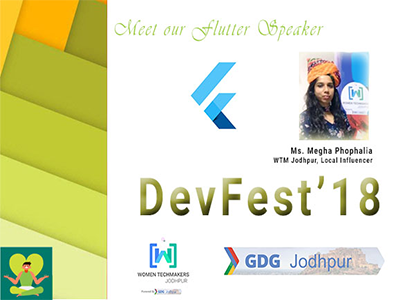 Meet our Flutter Speaker
Ms. Megha Phophalia
WTM Jodhpur, Local Influencer
DevFest'18
WOMEN TECHMAKERS
JODHPUR
GDG Jodhpur